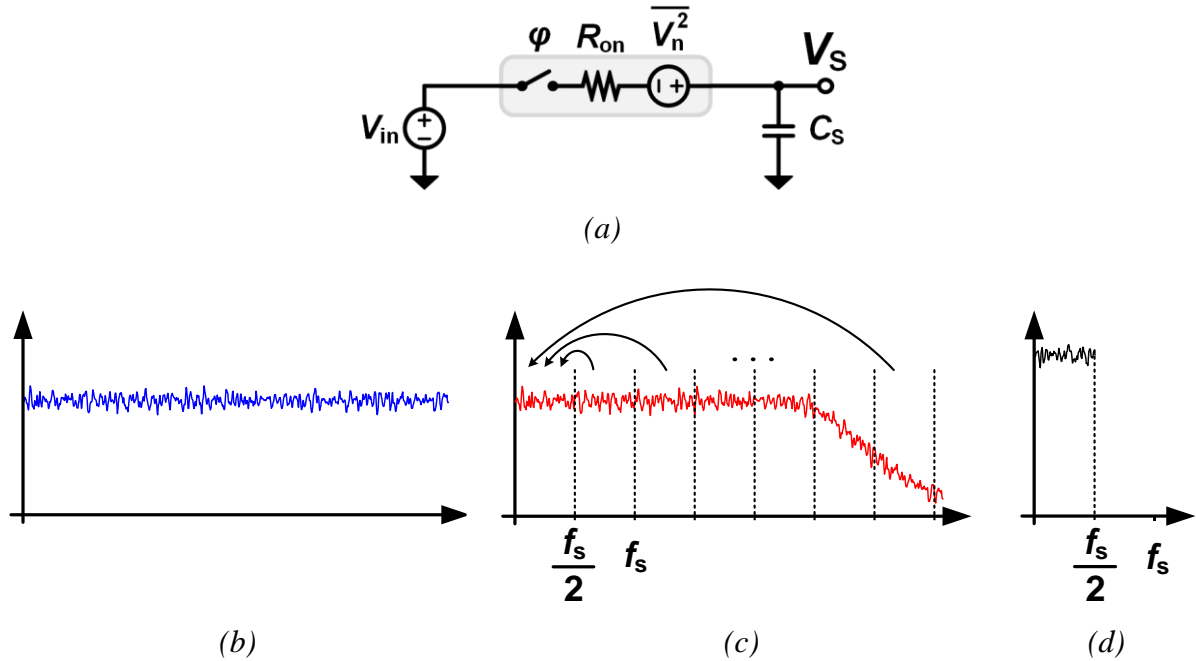 φ R_on V_n^2
V_S
V_in
+
−
− +
C_S
(a)
. . .
f_s/2 f_s
f_s/2 f_s
(b) (c) (d)